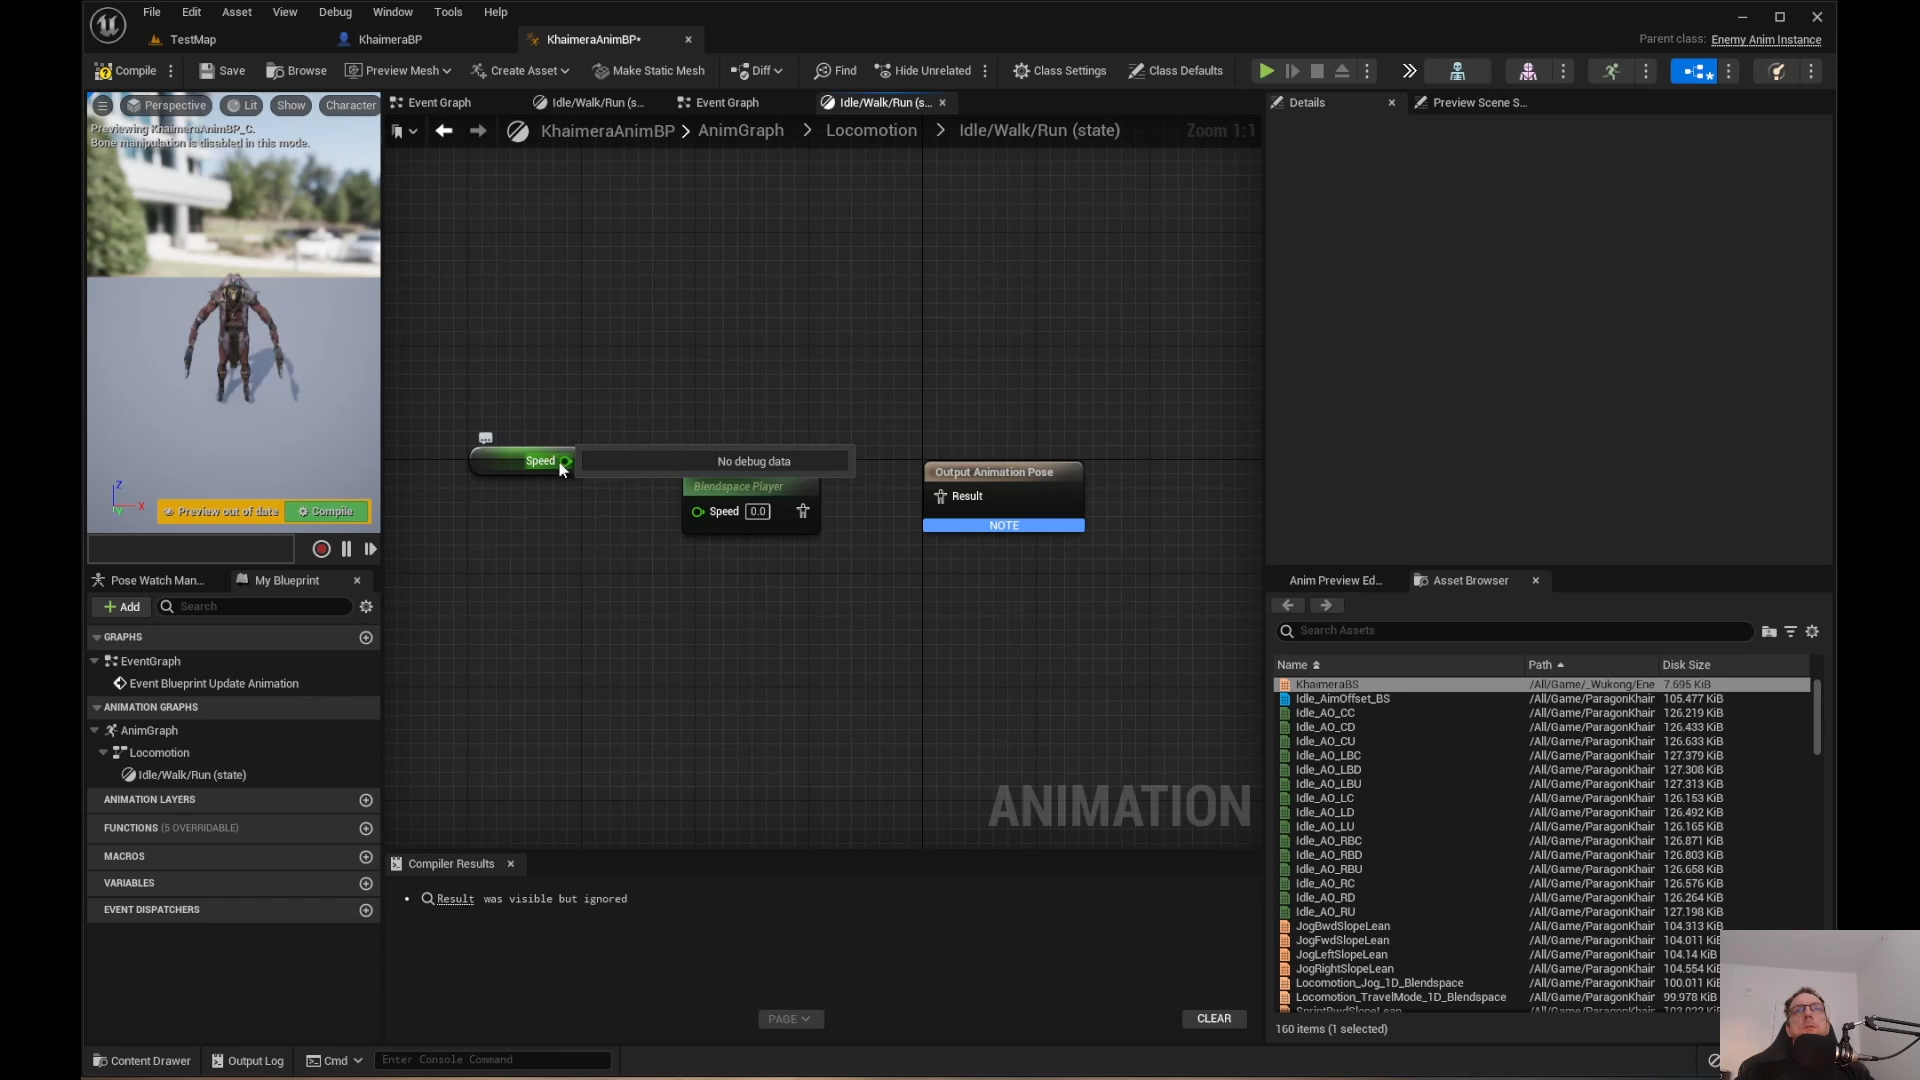 File Edit Asset View Debug Window Tools Help
TestMap KhaimeraBP KhaimeraAnimBP*
Parent class: Enemy Anim Instance
Compile Save Browse Preview Mesh Create Asset Make Static Mesh Diff Find Hide Unrelated Class Settings Class Defaults
Perspective Lit Show Character
Previewing KhaimeraAnimBP_C.
Bone manipulation is disabled in this mode.
Event Graph Idle/Walk/Run (s... Event Graph Idle/Walk/Run (s...
KhaimeraAnimBP > AnimGraph > Locomotion > Idle/Walk/Run (state) Zoom 1:1
Details Preview Scene S...
Speed No debug data
Blendspace Player
Speed 0.0
Output Animation Pose
Result
NOTE
ANIMATION
Z
X
Y
Preview out of date Compile
Pose Watch Man... My Blueprint
Add Search
GRAPHS
EventGraph
Event Blueprint Update Animation
ANIMATION GRAPHS
AnimGraph
Locomotion
Idle/Walk/Run (state)
ANIMATION LAYERS
FUNCTIONS (5 OVERRIDABLE)
MACROS
VARIABLES
EVENT DISPATCHERS
Compiler Results
Result was visible but ignored
PAGE CLEAR
Anim Preview Ed... Asset Browser
Search Assets
Name Path Disk Size
KhaimeraBS /All/Game/_Wukong/Ene 7.695 KiB
Idle_AimOffset_BS /All/Game/ParagonKhair 105.477 KiB
Idle_AO_CC /All/Game/ParagonKhair 126.219 KiB
Idle_AO_CD /All/Game/ParagonKhair 126.433 KiB
Idle_AO_CU /All/Game/ParagonKhair 126.633 KiB
Idle_AO_LBC /All/Game/ParagonKhair 127.379 KiB
Idle_AO_LBD /All/Game/ParagonKhair 127.308 KiB
Idle_AO_LBU /All/Game/ParagonKhair 127.313 KiB
Idle_AO_LC /All/Game/ParagonKhair 126.153 KiB
Idle_AO_LD /All/Game/ParagonKhair 126.492 KiB
Idle_AO_LU /All/Game/ParagonKhair 126.165 KiB
Idle_AO_RBC /All/Game/ParagonKhair 126.871 KiB
Idle_AO_RBD /All/Game/ParagonKhair 126.803 KiB
Idle_AO_RBU /All/Game/ParagonKhair 126.658 KiB
Idle_AO_RC /All/Game/ParagonKhair 126.576 KiB
Idle_AO_RD /All/Game/ParagonKhair 126.264 KiB
Idle_AO_RU /All/Game/ParagonKhair 127.198 KiB
JogBwdSlopeLean /All/Game/ParagonKhair 104.313 KiB
JogFwdSlopeLean /All/Game/ParagonKhair 104.011 KiB
JogLeftSlopeLean /All/Game/ParagonKhair 104.14 KiB
JogRightSlopeLean /All/Game/ParagonKhair 104.554 KiB
Locomotion_Jog_1D_Blendspace /All/Game/ParagonKhair 100.011 KiB
Locomotion_TravelMode_1D_Blendspace /All/Game/ParagonKhair 99.978 KiB
160 items (1 selected)
Content Drawer Output Log Cmd Enter Console Command